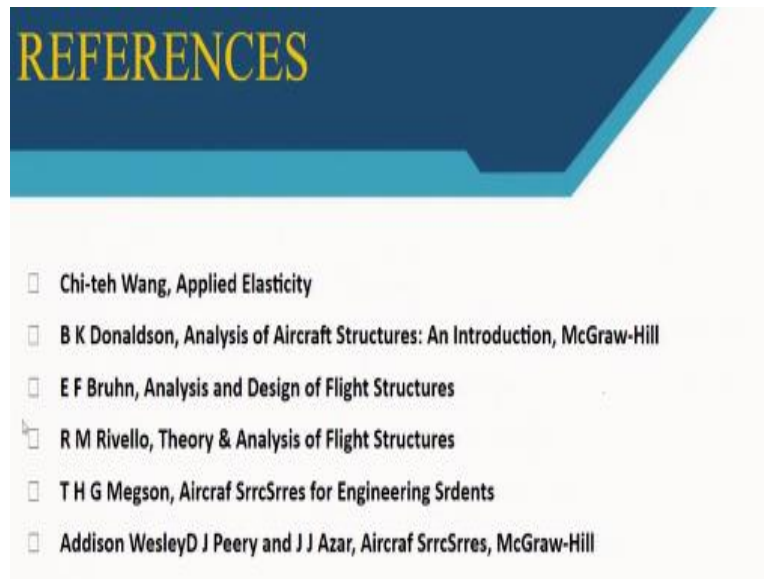 REFERENCES
Chi-teh Wang, Applied Elasticity
B K Donaldson, Analysis of Aircraft Structures: An Introduction, McGraw-Hill
E F Bruhn, Analysis and Design of Flight Structures
R M Rivello, Theory & Analysis of Flight Structures
T H G Megson, Aircraf SrrcSrres for Engineering Srdents
Addison WesleyD J Peery and J J Azar, Aircraf SrrcSrres, McGraw-Hill